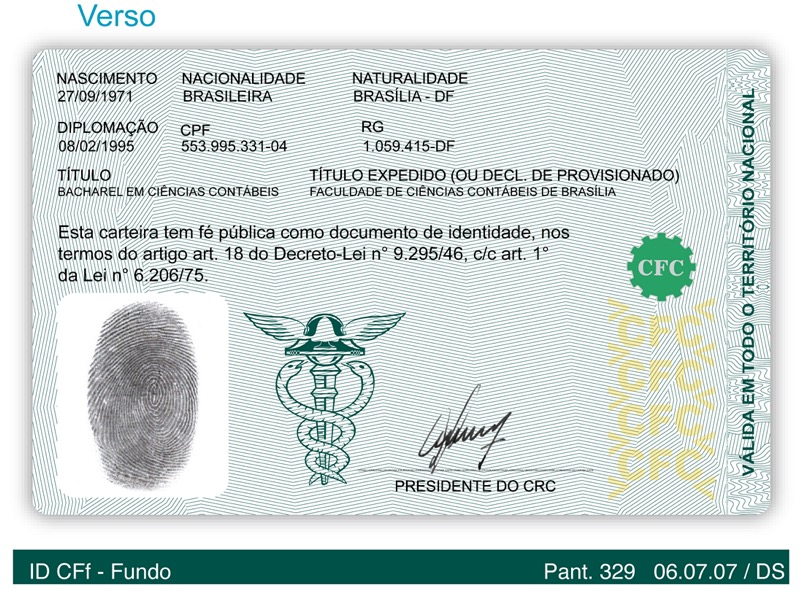 Verso
NASCIMENTO NACIONALIDADE NATURALIDADE
27/09/1971 BRASILEIRA BRASÍLIA - DF
DIPLOMAÇÃO CPF RG
08/02/1995 553.995.331-04 1.059.415-DF
TÍTULO TÍTULO EXPEDIDO (OU DECL. DE PROVISIONADO)
BACHAREL EM CIÊNCIAS CONTÁBEIS FACULDADE DE CIÊNCIAS CONTÁBEIS DE BRASÍLIA
Esta carteira tem fé pública como documento de identidade, nos
termos do artigo art. 18 do Decreto-Lei n° 9.295/46, c/c art. 1°
da Lei n° 6.206/75.
CFC
CFC
CFC
CFC
CFC
PRESIDENTE DO CRC
VÁLIDA EM TODO O TERRITÓRIO NACIONAL
ID CFf - Fundo Pant. 329 06.07.07 / DS